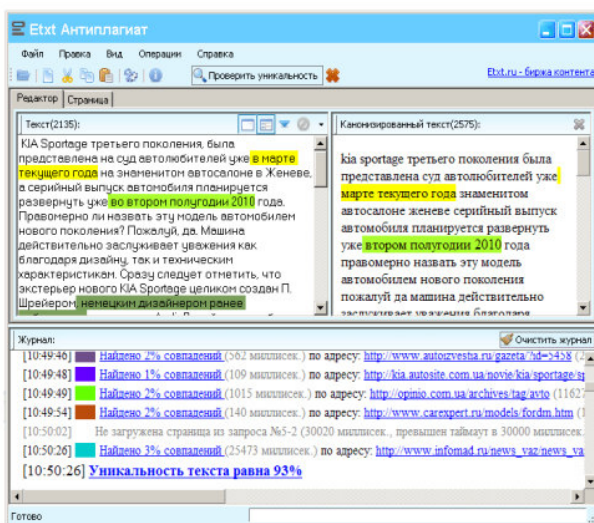 Etxt Антиплагиат
Файл Правка Вид Операции Справка
Проверить уникальность
Etxt.ru - биржа контента
Редактор Страница
Текст(2135):
KIA Sportage третьего поколения, была
представлена на суд автолюбителей уже в марте
текущего года на знаменитом автосалоне в Женеве,
а серийный выпуск автомобиля планируется
развернуть уже во втором полугодии 2010 года.
Правомерно ли назвать эту модель автомобилем
нового поколения? Пожалуй, да. Машина
действительно заслуживает уважения как
благодаря дизайну, так и техническим
характеристикам. Сразу следует отметить, что
экстерьер нового KIA Sportage целиком создан П.
Шрейером, немецким дизайнером ранее
Канонизированный текст(2575):
kia sportage третьего поколения была
представлена суд автолюбителей уже
марте текущего года знаменитом
автосалоне женеве серийный выпуск
автомобиля планируется развернуть
уже втором полугодии 2010 года
правомерно назвать эту модель
автомобилем нового поколения
пожалуй да машина действительно
заслуживает уважения благодаря
Журнал:
Очистить журнал
[10:49:46] Найдено 2% совпадений (562 миллисек.) по адресу: http://www.autoizvestia.ru/gazeta/?id=5458 (2
[10:49:48] Найдено 1% совпадений (109 миллисек.) по адресу: http://kia.autosite.com.ua/novie/kia/sportage/sp
[10:49:49] Найдено 2% совпадений (1015 миллисек.) по адресу: http://opinio.com.ua/archives/tag/avto (11627
[10:49:54] Найдено 2% совпадений (140 миллисек.) по адресу: http://www.carexpert.ru/models/fordm.htm (1
[10:50:02] Не загружена страница из запроса №5-2 (30020 миллисек., превышен таймаут в 30000 миллисек.
[10:50:26] Найдено 3% совпадений (25473 миллисек.) по адресу: http://www.infomad.ru/news_vaz/news_va
[10:50:26] Уникальность текста равна 93%
Готово